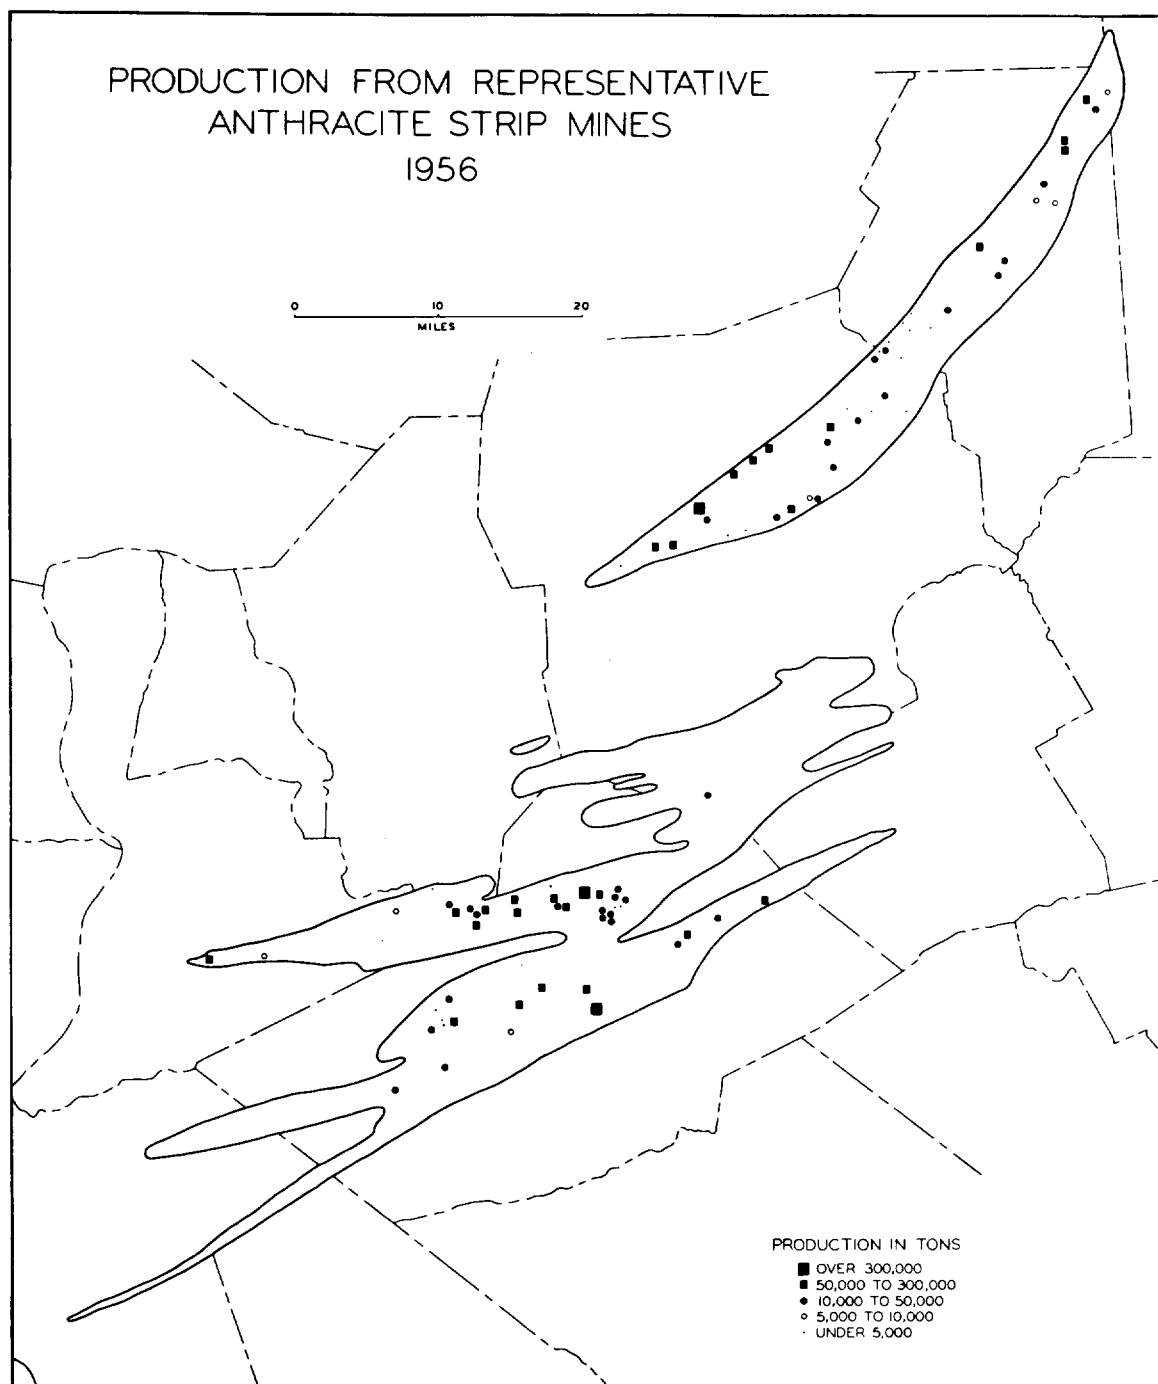 PRODUCTION FROM REPRESENTATIVE
ANTHRACITE STRIP MINES
1956
0 10 20
MILES
PRODUCTION IN TONS
OVER 300,000
50,000 TO 300,000
10,000 TO 50,000
5,000 TO 10,000
UNDER 5,000